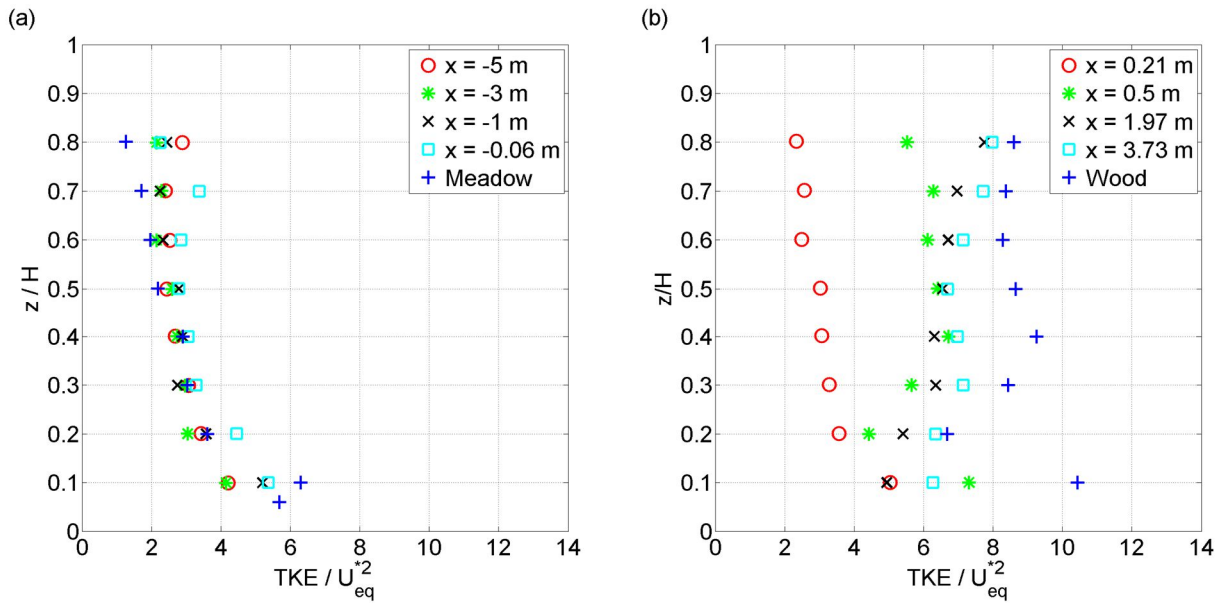 (a)
z / H
1
0.9
0.8
0.7
0.6
0.5
0.4
0.3
0.2
0.1
0
0 2 4 6 8 10 12 14
TKE / U*2eq
x = -5 m
x = -3 m
x = -1 m
x = -0.06 m
Meadow
(b)
z/H
1
0.9
0.8
0.7
0.6
0.5
0.4
0.3
0.2
0.1
0
0 2 4 6 8 10 12 14
TKE / U*2eq
x = 0.21 m
x = 0.5 m
x = 1.97 m
x = 3.73 m
Wood